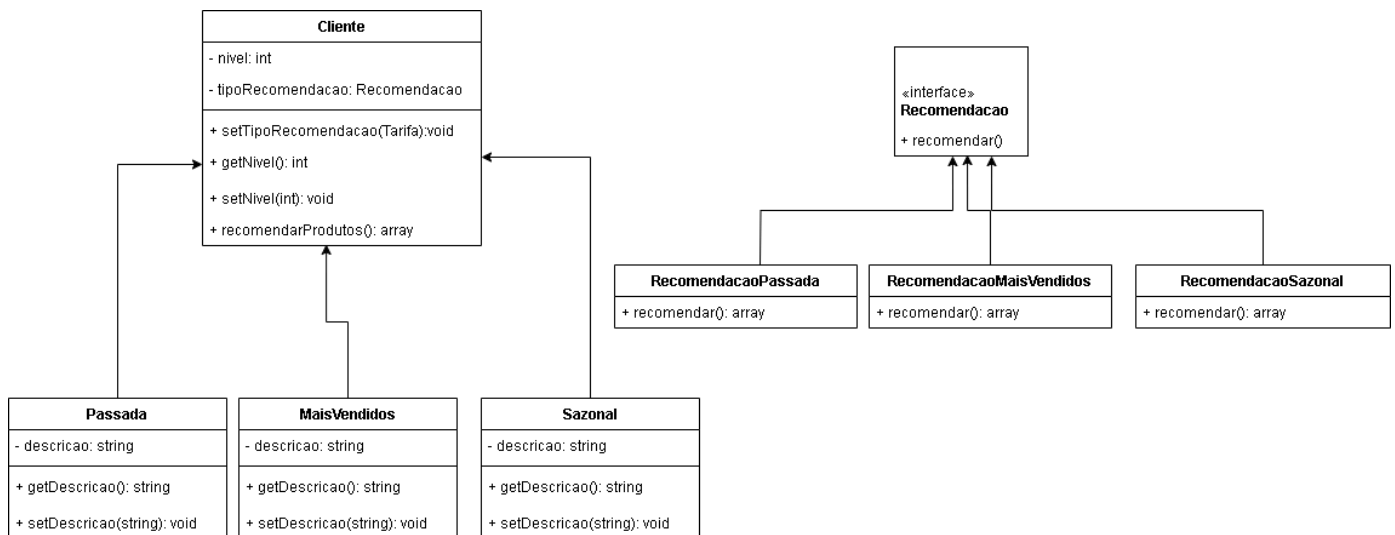 Cliente
- nivel: int
- tipoRecomendacao: Recomendacao
+ setTipoRecomendacao(Tarifa):void
+ getNivel(): int
+ setNivel(int): void
+ recomendarProdutos(): array
«interface»
Recomendacao
+ recomendar()
RecomendacaoPassada
+ recomendar(): array
RecomendacaoMaisVendidos
+ recomendar(): array
RecomendacaoSazonal
+ recomendar(): array
Passada
- descricao: string
+ getDescricao(): string
+ setDescricao(string): void
MaisVendidos
- descricao: string
+ getDescricao(): string
+ setDescricao(string): void
Sazonal
- descricao: string
+ getDescricao(): string
+ setDescricao(string): void